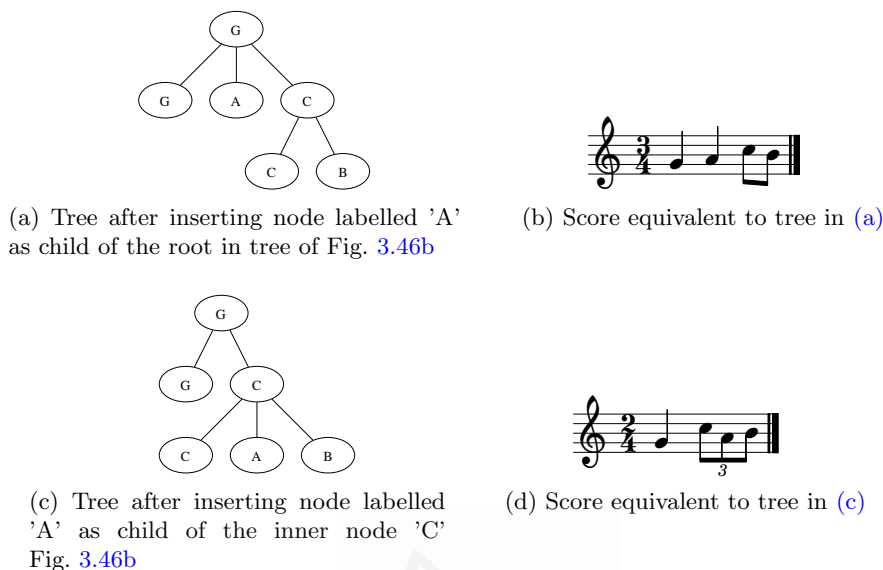 G
G A C
C B
3
4
(a) Tree after inserting node labelled 'A'
as child of the root in tree of Fig. 3.46b
(b) Score equivalent to tree in (a)
G
G C
C A B
2
4
3
(c) Tree after inserting node labelled
'A' as child of the inner node 'C'
Fig. 3.46b
(d) Score equivalent to tree in (c)